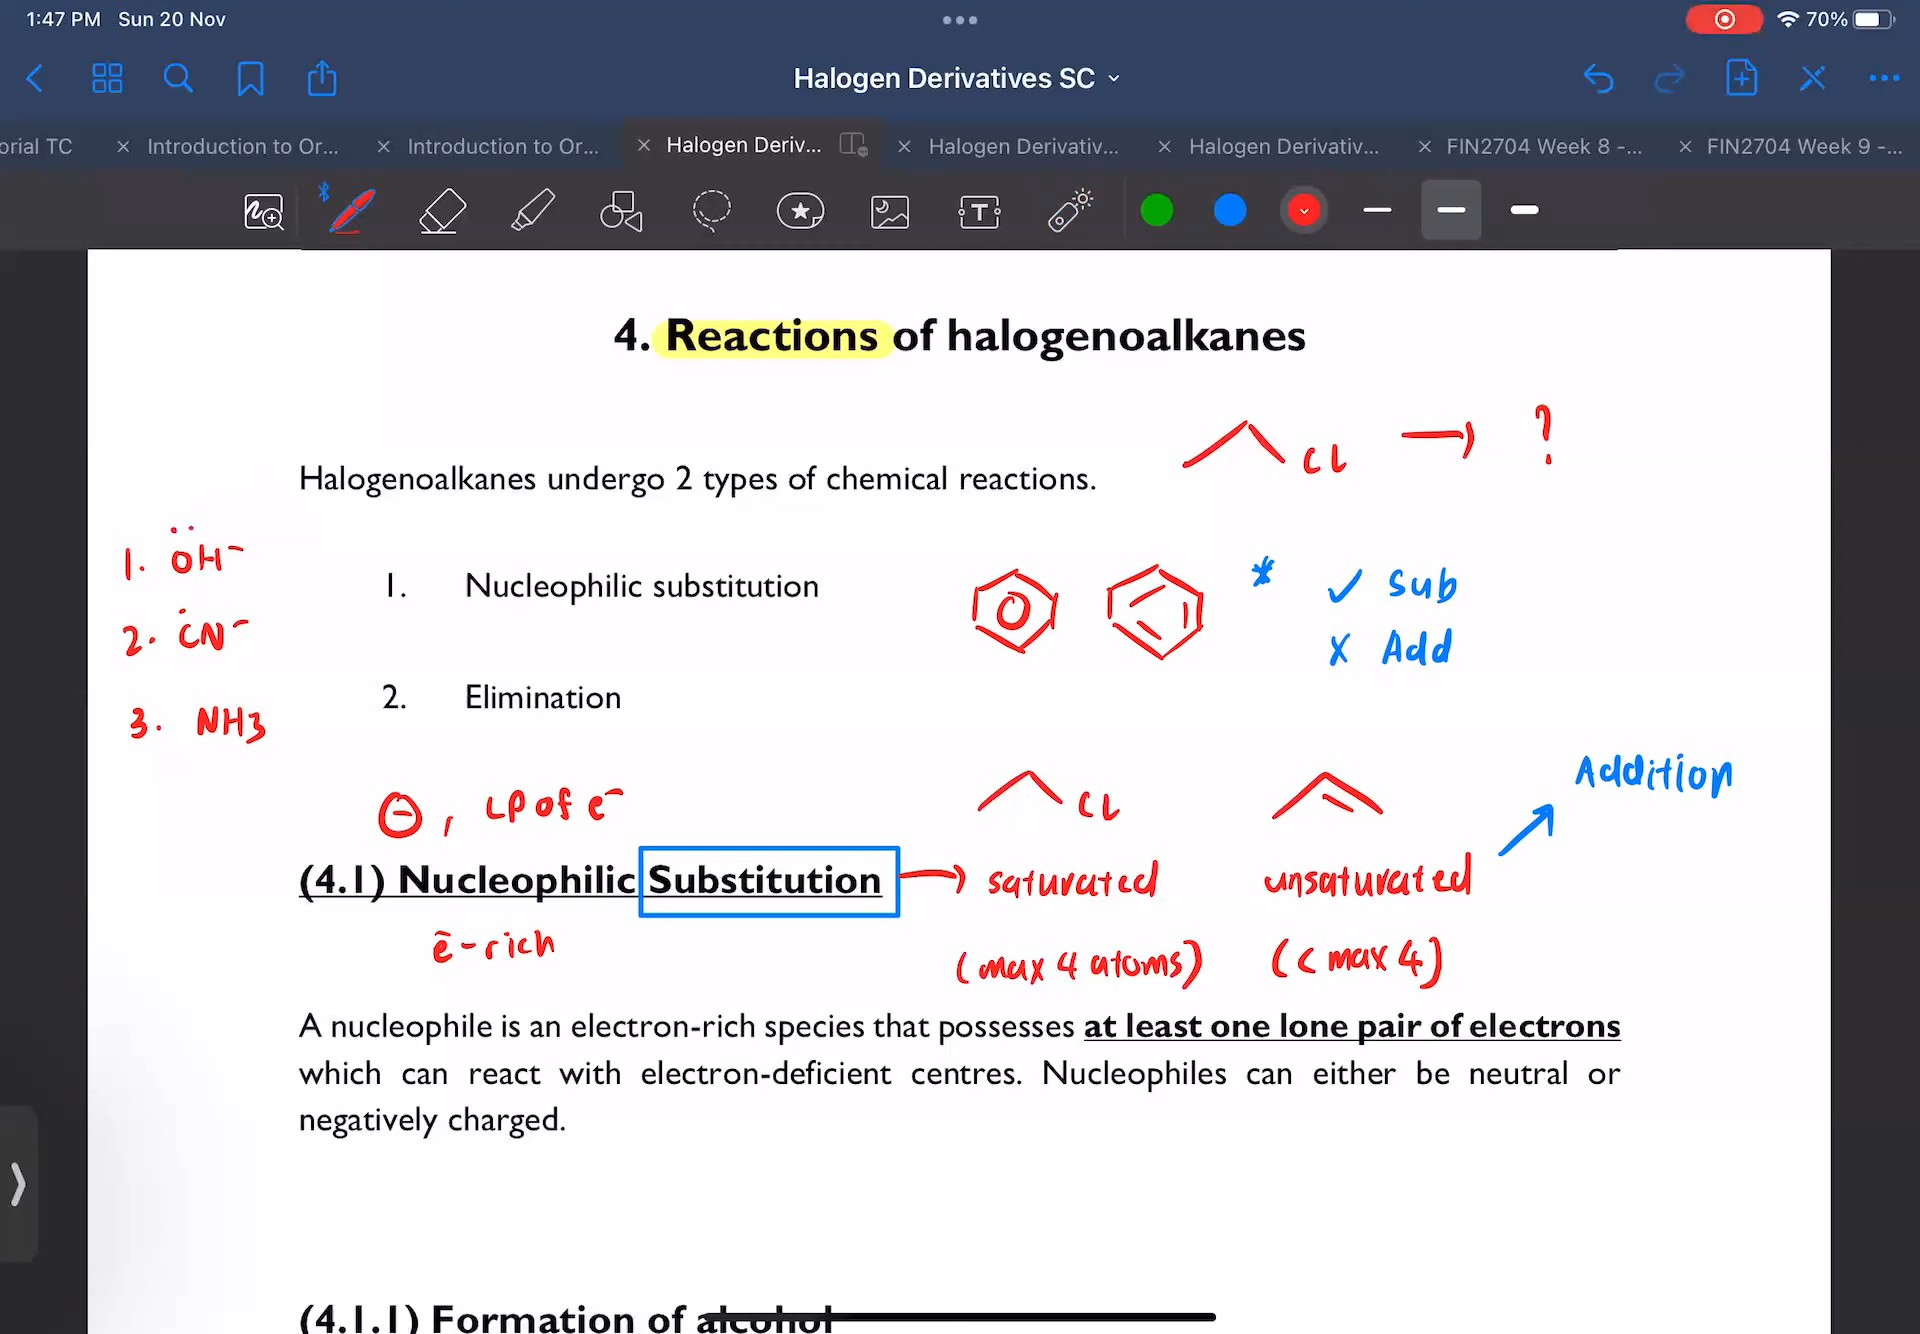 1:47 PM Sun 20 Nov
70%
Halogen Derivatives SC
orial TC
Introduction to Or...
Introduction to Or...
Halogen Deriv...
Halogen Derivativ...
Halogen Derivativ...
FIN2704 Week 8 -...
FIN2704 Week 9 -...
4. Reactions of halogenoalkanes
Cl → ?
Halogenoalkanes undergo 2 types of chemical reactions.
1. OH⁻
1. Nucleophilic substitution
* ✓ Sub
2. CN⁻
x Add
2. Elimination
3. NH3
Addition
⊖, LP of e⁻
Cl
(4.1) Nucleophilic Substitution → saturated
unsaturated
e⁻-rich
(max 4 atoms)
(< max 4)
A nucleophile is an electron-rich species that possesses at least one lone pair of electrons
which can react with electron-deficient centres. Nucleophiles can either be neutral or
negatively charged.
(4.1.1) Formation of alcohol